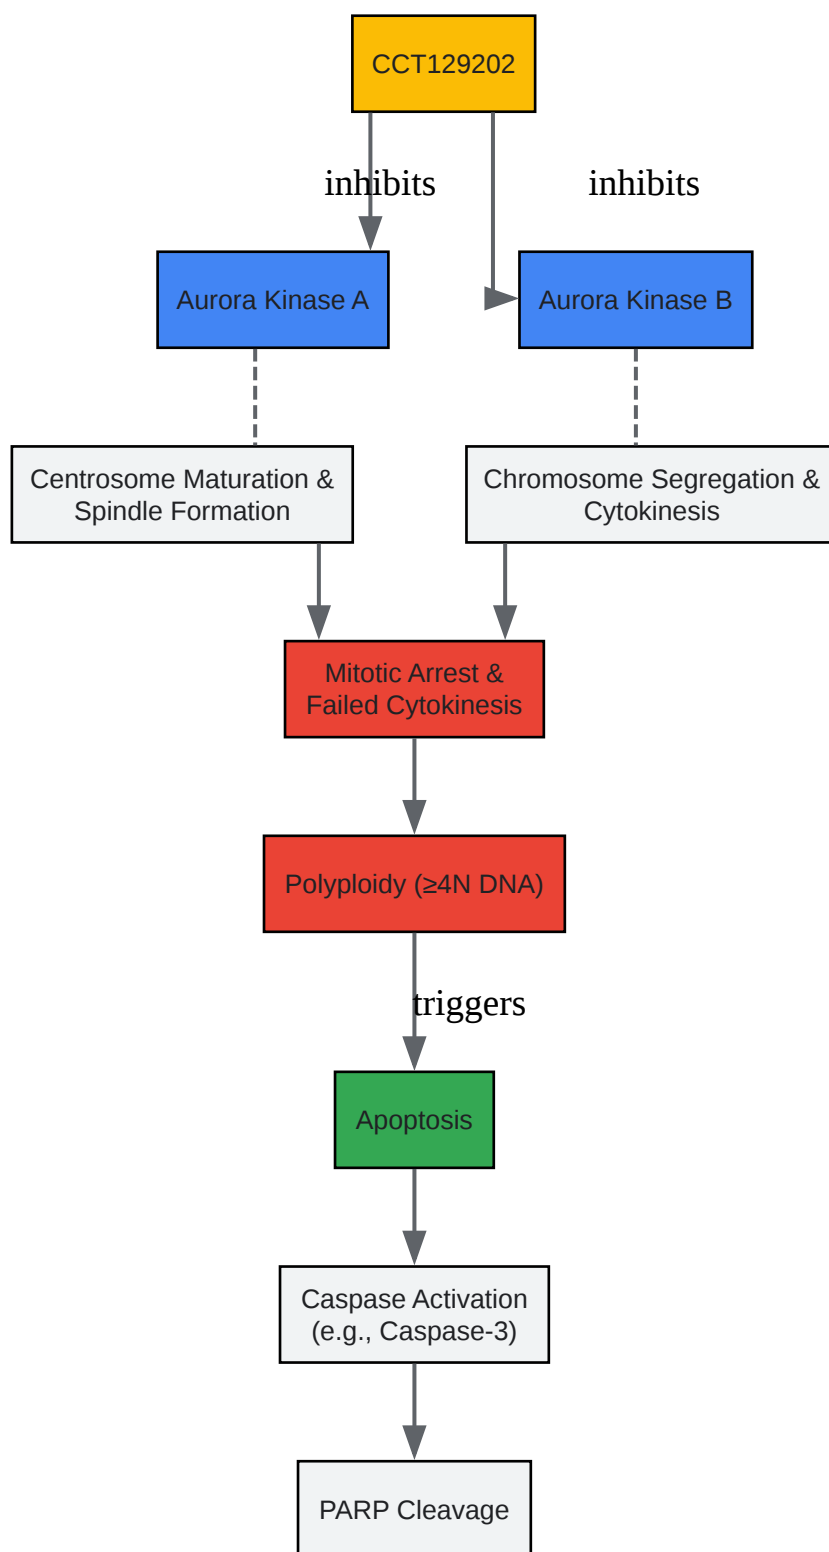 CCT129202
inhibits
inhibits
Aurora Kinase A
Aurora Kinase B
Centrosome Maturation &
Spindle Formation
Chromosome Segregation &
Cytokinesis
Mitotic Arrest &
Failed Cytokinesis
Polyploidy (≥4N DNA)
triggers
Apoptosis
Caspase Activation
(e.g., Caspase-3)
PARP Cleavage